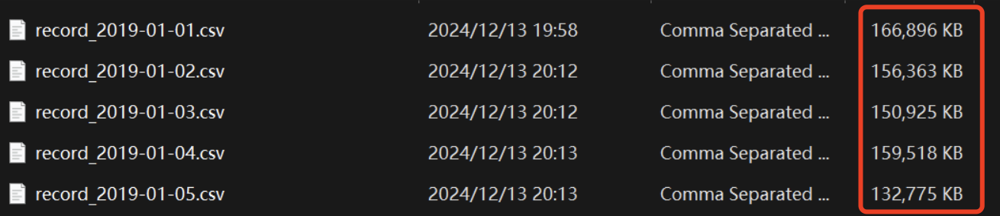 record_2019-01-01.csv 2024/12/13 19:58 Comma Separated ... 166,896 KB
record_2019-01-02.csv 2024/12/13 20:12 Comma Separated ... 156,363 KB
record_2019-01-03.csv 2024/12/13 20:12 Comma Separated ... 150,925 KB
record_2019-01-04.csv 2024/12/13 20:13 Comma Separated ... 159,518 KB
record_2019-01-05.csv 2024/12/13 20:13 Comma Separated ... 132,775 KB